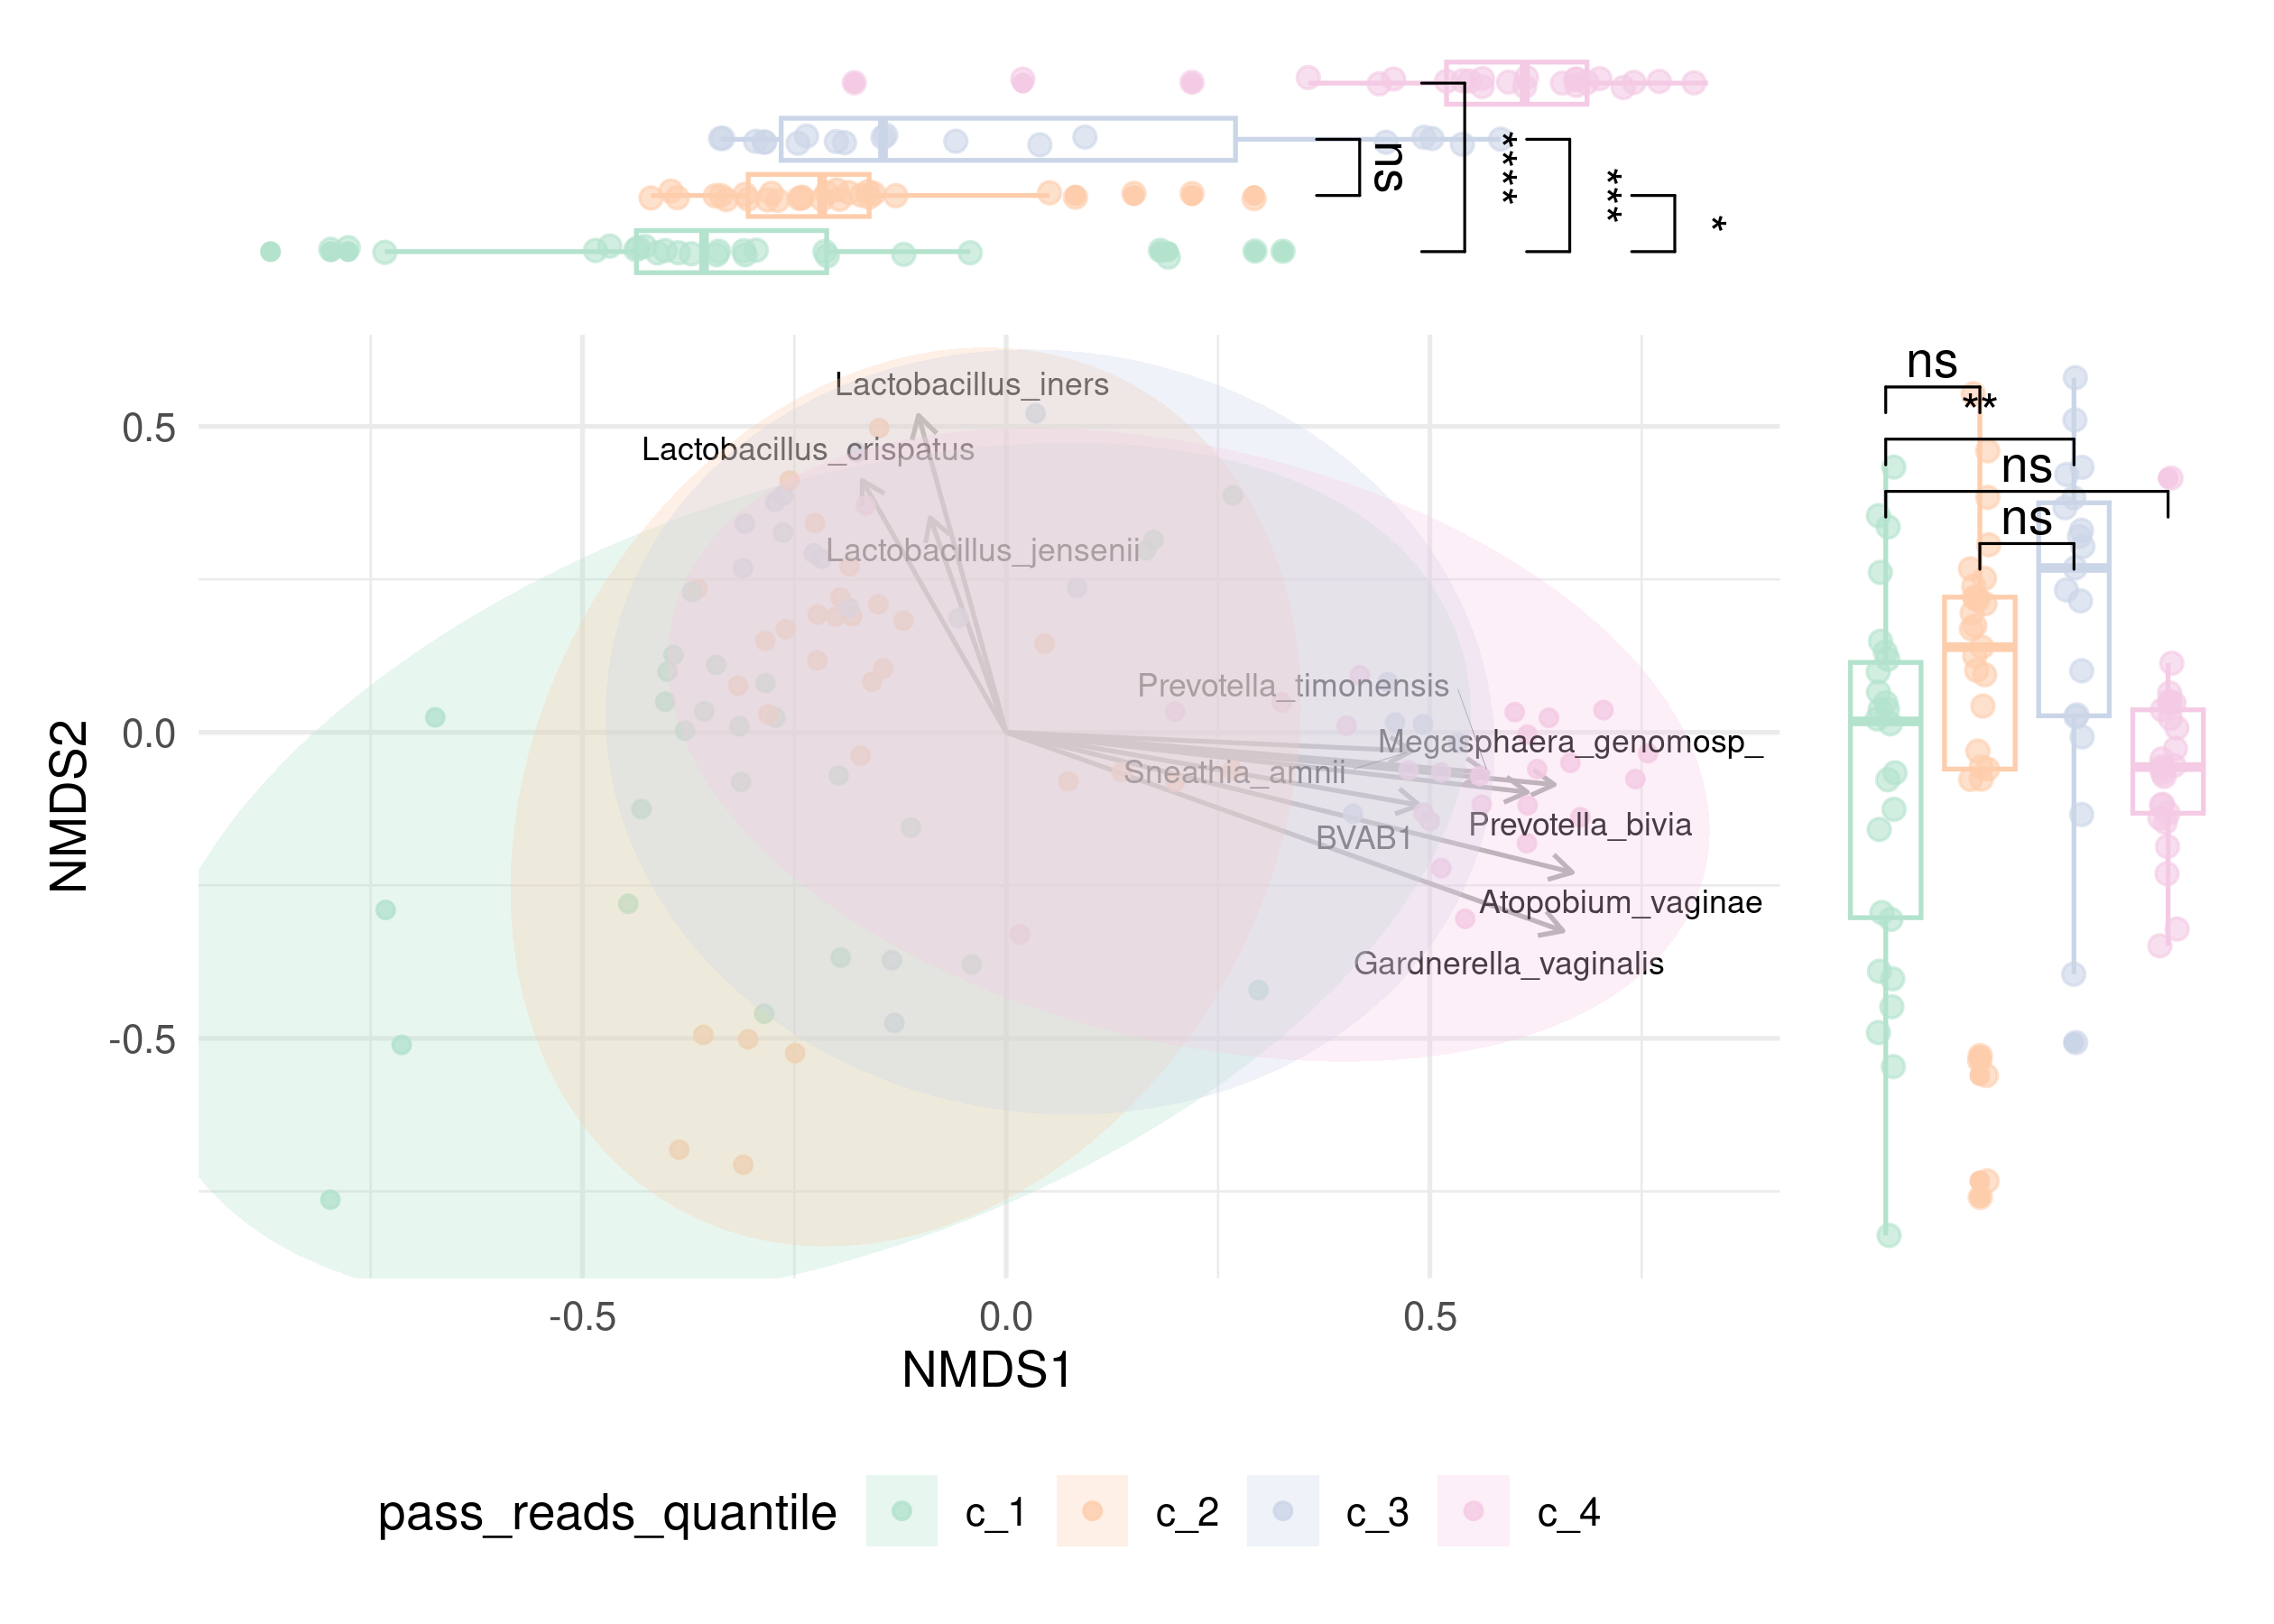 ns
****
***
*
ns
**
ns
ns
Lactobacillus_iners
Lactobacillus_crispatus
Lactobacillus_jensenii
Prevotella_timonensis
Megasphaera_genomosp_
Sneathia_amnii
Prevotella_bivia
BVAB1
Atopobium_vaginae
Gardnerella_vaginalis
0.5
0.0
-0.5
NMDS2
-0.5 0.0 0.5
NMDS1
pass_reads_quantile c_1 c_2 c_3 c_4